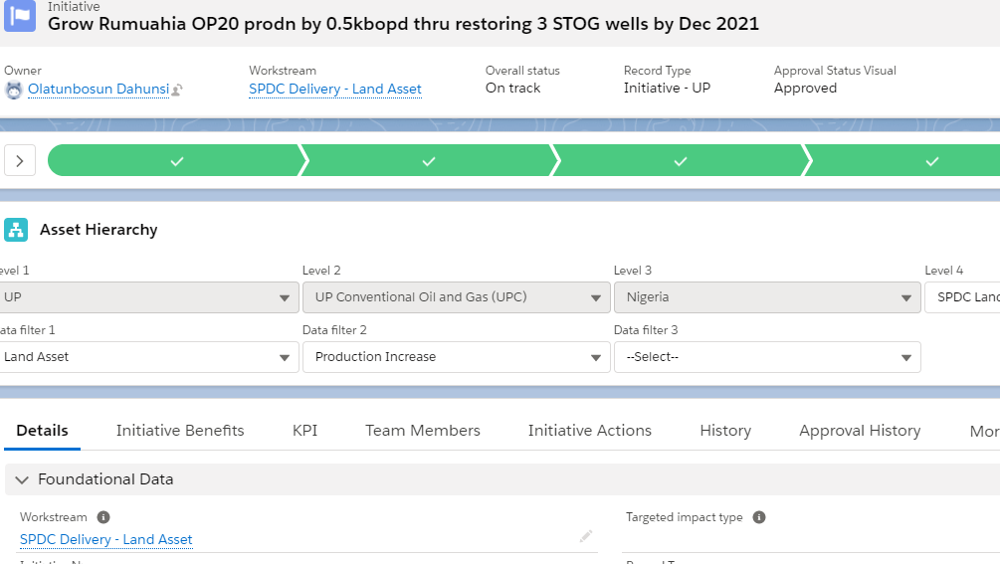 Initiative
Grow Rumuahia OP20 prodn by 0.5kbopd thru restoring 3 STOG wells by Dec 2021
Owner Workstream Overall status Record Type Approval Status Visual
Olatunbosun Dahunsi SPDC Delivery - Land Asset On track Initiative - UP Approved
Asset Hierarchy
evel 1 Level 2 Level 3 Level 4
UP UP Conventional Oil and Gas (UPC) Nigeria SPDC Land
ata filter 1 Data filter 2 Data filter 3
Land Asset Production Increase --Select--
Details Initiative Benefits KPI Team Members Initiative Actions History Approval History Mor
Foundational Data
Workstream Targeted impact type
SPDC Delivery - Land Asset